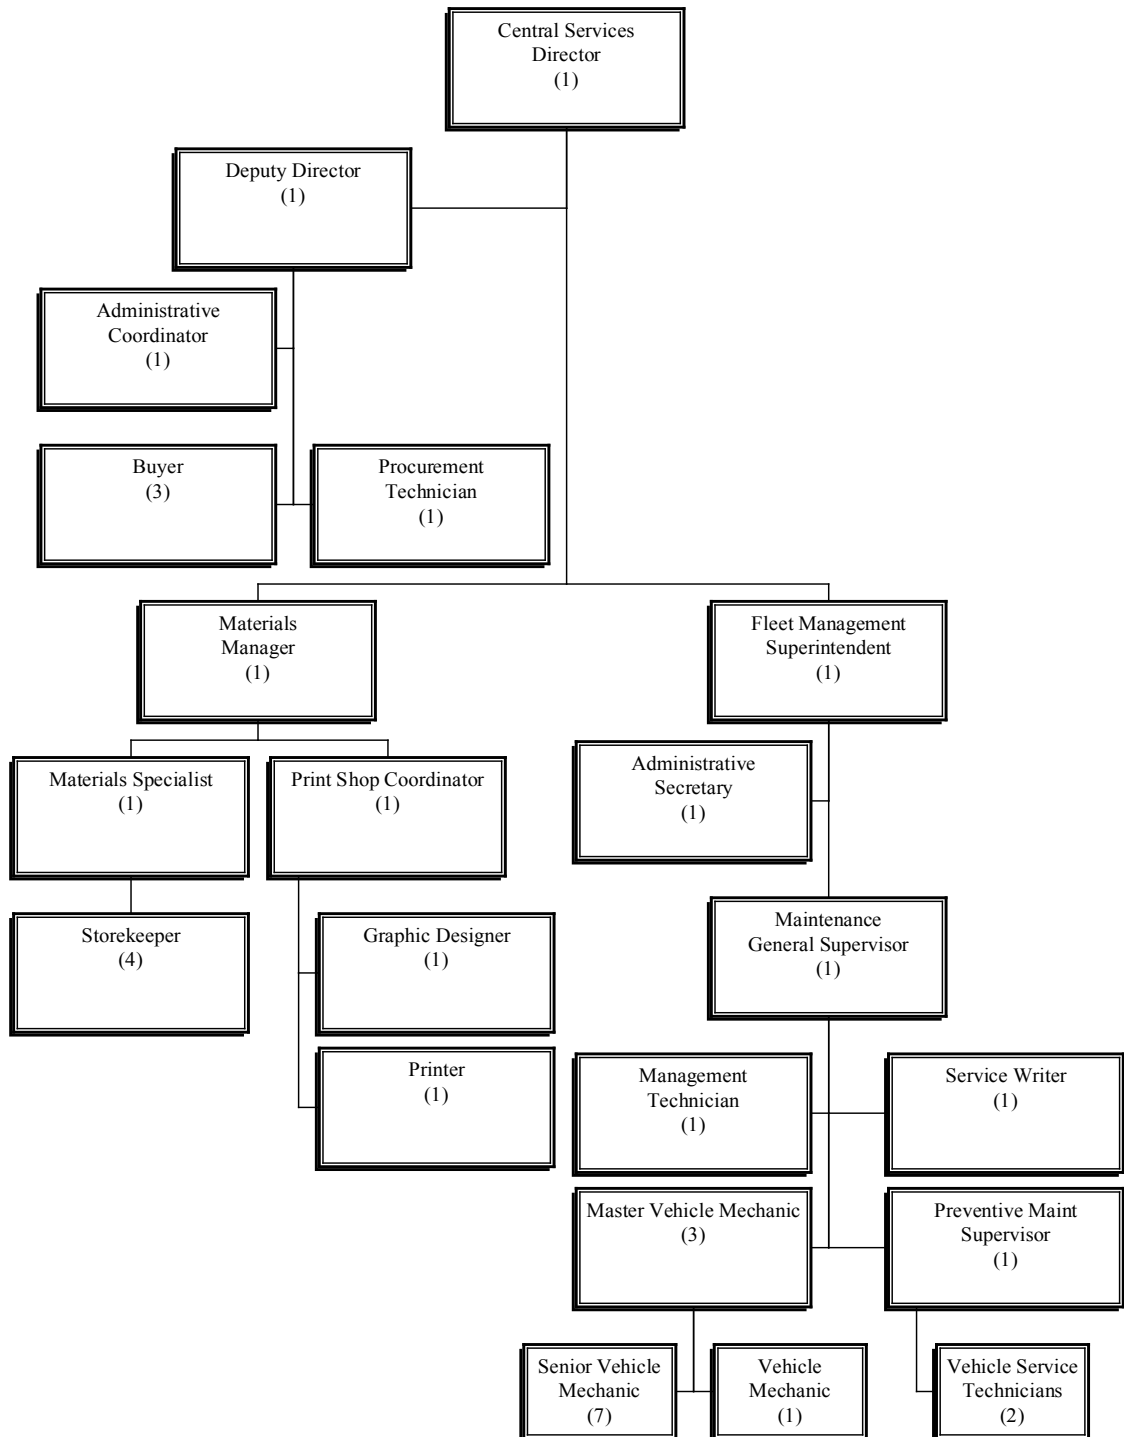 Central Services
Director
(1)
Deputy Director
(1)
Administrative
Coordinator
(1)
Buyer
(3)
Procurement
Technician
(1)
Materials
Manager
(1)
Fleet Management
Superintendent
(1)
Materials Specialist
(1)
Print Shop Coordinator
(1)
Administrative
Secretary
(1)
Storekeeper
(4)
Graphic Designer
(1)
Maintenance
General Supervisor
(1)
Printer
(1)
Management
Technician
(1)
Service Writer
(1)
Master Vehicle Mechanic
(3)
Preventive Maint
Supervisor
(1)
Senior Vehicle
Mechanic
(7)
Vehicle
Mechanic
(1)
Vehicle Service
Technicians
(2)